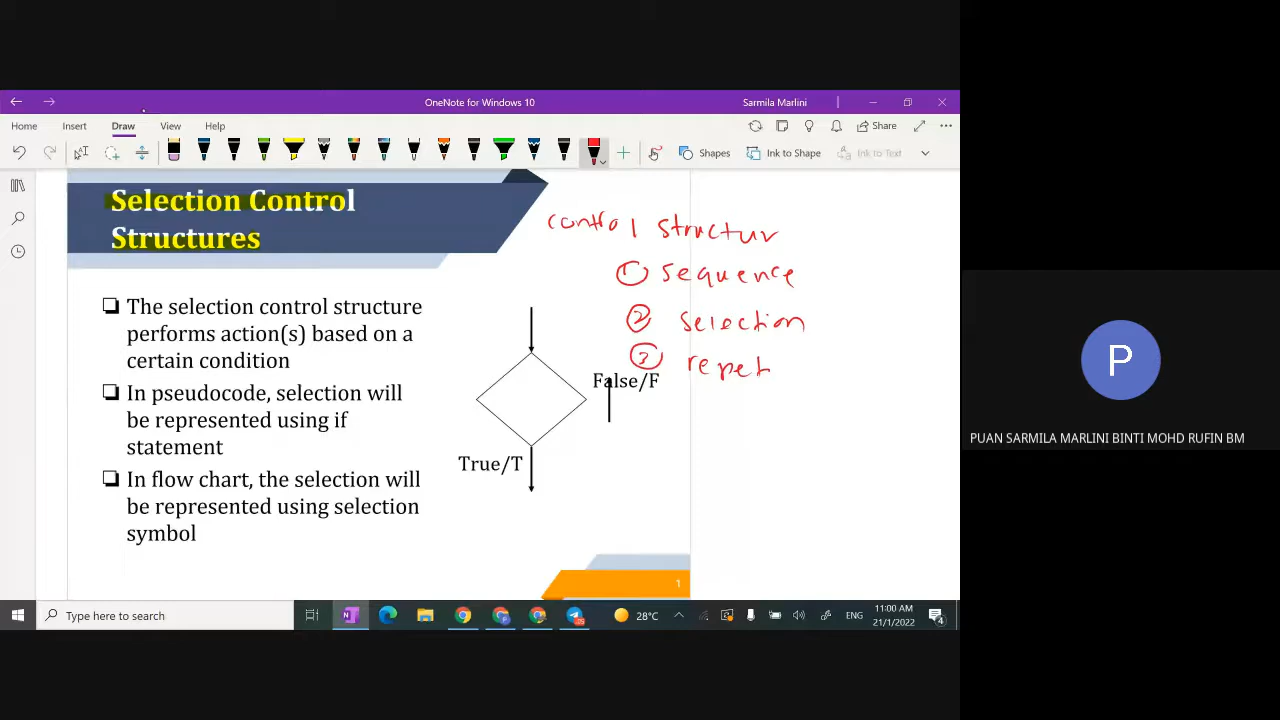 OneNote for Windows 10
Sarmila Marlini
Home
Insert
Draw
View
Help
Share
Shapes
Ink to Shape
Ink to Text
Selection Control
Structures
control structur
1 sequence
2 selection
3 repet
The selection control structure
performs action(s) based on a
certain condition
In pseudocode, selection will
be represented using if
statement
In flow chart, the selection will
be represented using selection
symbol
False/F
True/T
1
P
PUAN SARMILA MARLINI BINTI MOHD RUFIN BM
Type here to search
28°C
ENG
11:00 AM
21/1/2022
4